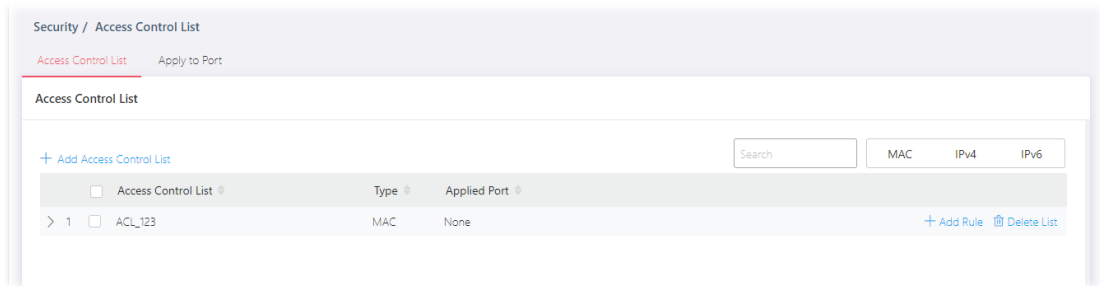 Security / Access Control List
Access Control List Apply to Port
Access Control List
+ Add Access Control List Search MAC IPv4 IPv6
Access Control List Type Applied Port
1 ACL_123 MAC None + Add Rule Delete List